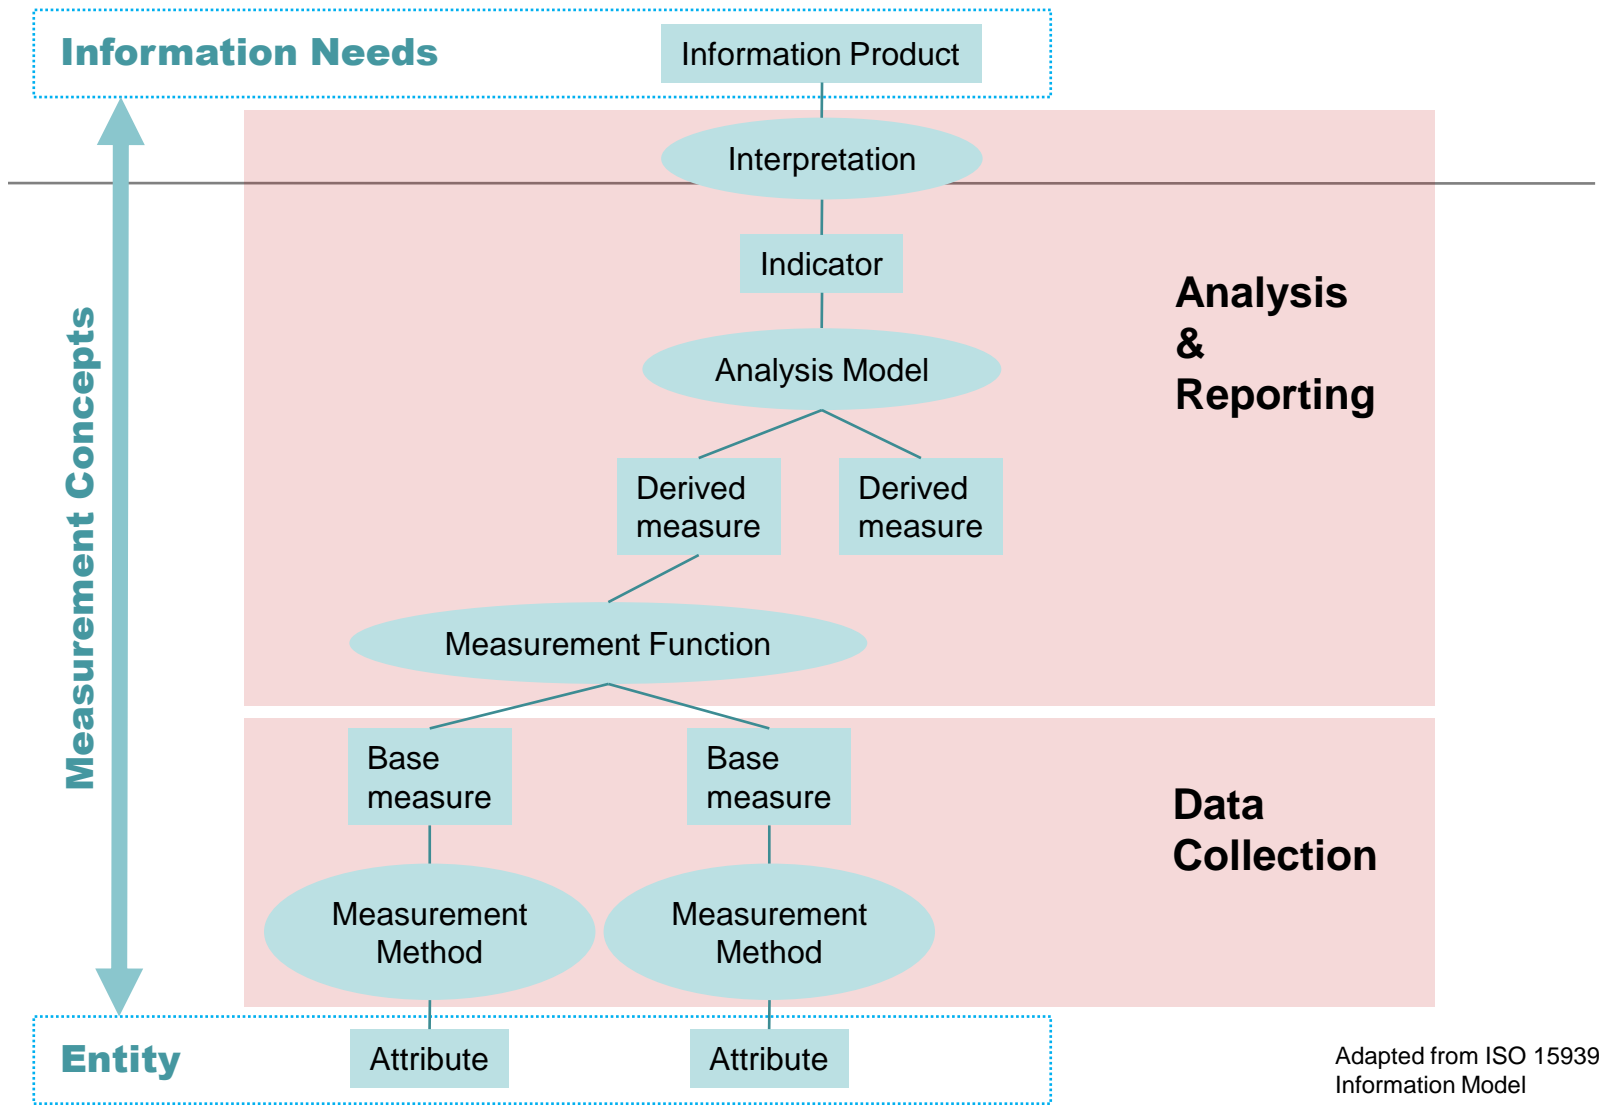 Information Needs
Information Product
Interpretation
Indicator
Analysis
&
Reporting
Analysis Model
Measurement Concepts
Derived
measure
Derived
measure
Measurement Function
Base
measure
Base
measure
Data
Collection
Measurement
Method
Measurement
Method
Entity
Attribute
Attribute
Adapted from ISO 15939
Information Model